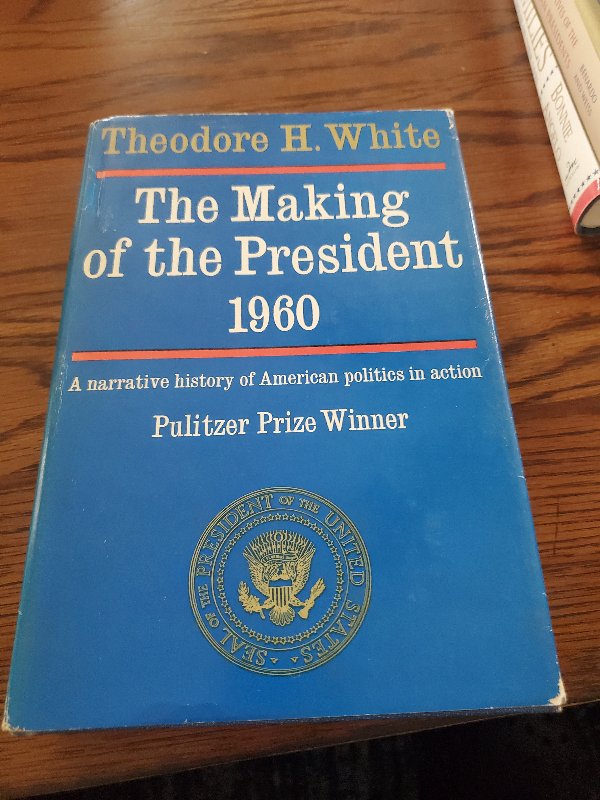 Theodore H. White
The Making
of the President
1960
A narrative history of American politics in action
Pulitzer Prize Winner
SEAL OF THE PRESIDENT OF THE UNITED STATES
BONNIE